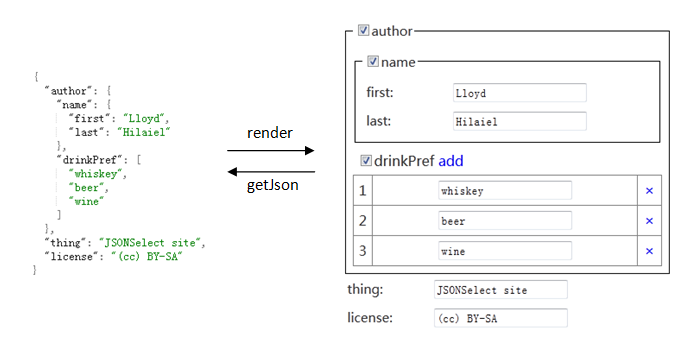 {
"author": {
"name": {
"first": "Lloyd",
"last": "Hilaiel"
},
"drinkPref": [
"whiskey",
"beer",
"wine"
]
},
"thing": "JSONSelect site",
"license": "(cc) BY-SA"
}
render
getJson
author
name
first: Lloyd
last: Hilaiel
drinkPref add
1 whiskey ×
2 beer ×
3 wine ×
thing: JSONSelect site
license: (cc) BY-SA